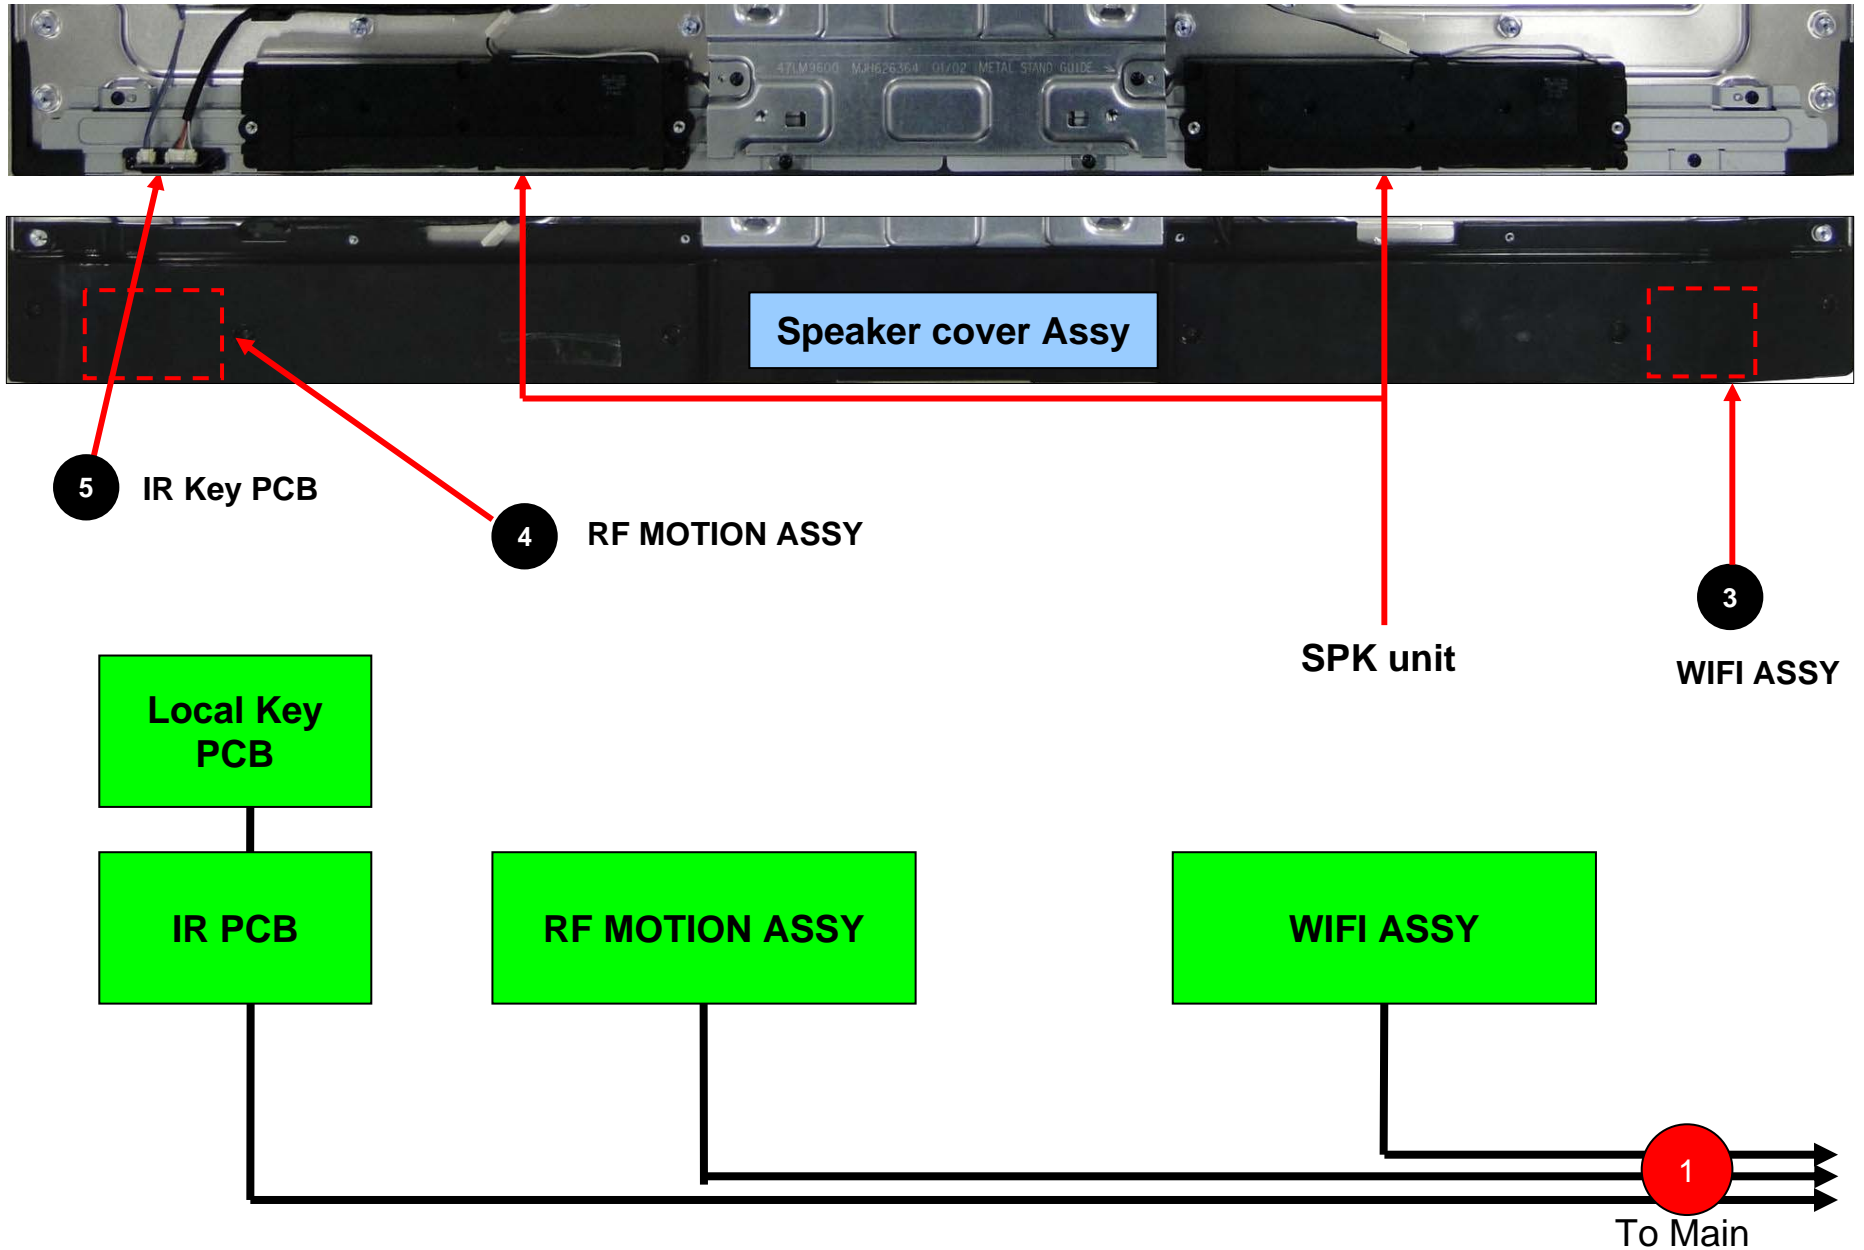 47LM9600 MJH626364 01/02 METAL STAND GUIDE
Speaker cover Assy
5
IR Key PCB
4
RF MOTION ASSY
3
SPK unit
WIFI ASSY
Local Key
PCB
IR PCB
RF MOTION ASSY
WIFI ASSY
1
To Main